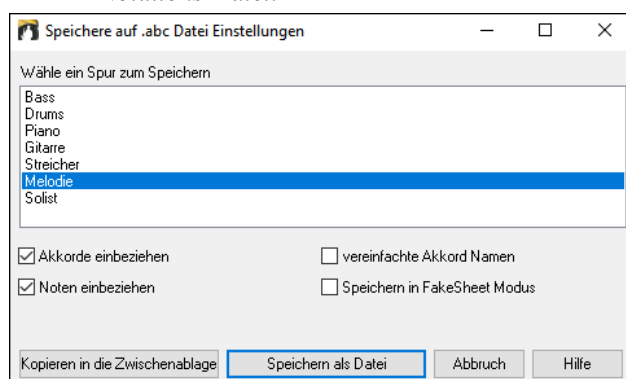 Speichere auf .abc Datei Einstellungen
Wähle ein Spur zum Speichern
Bass
Drums
Piano
Gitarre
Streicher
Melodie
Solist
Akkorde einbeziehen
vereinfachte Akkord Namen
Noten einbeziehen
Speichern in FakeSheet Modus
Kopieren in die Zwischenablage
Speichern als Datei
Abbruch
Hilfe